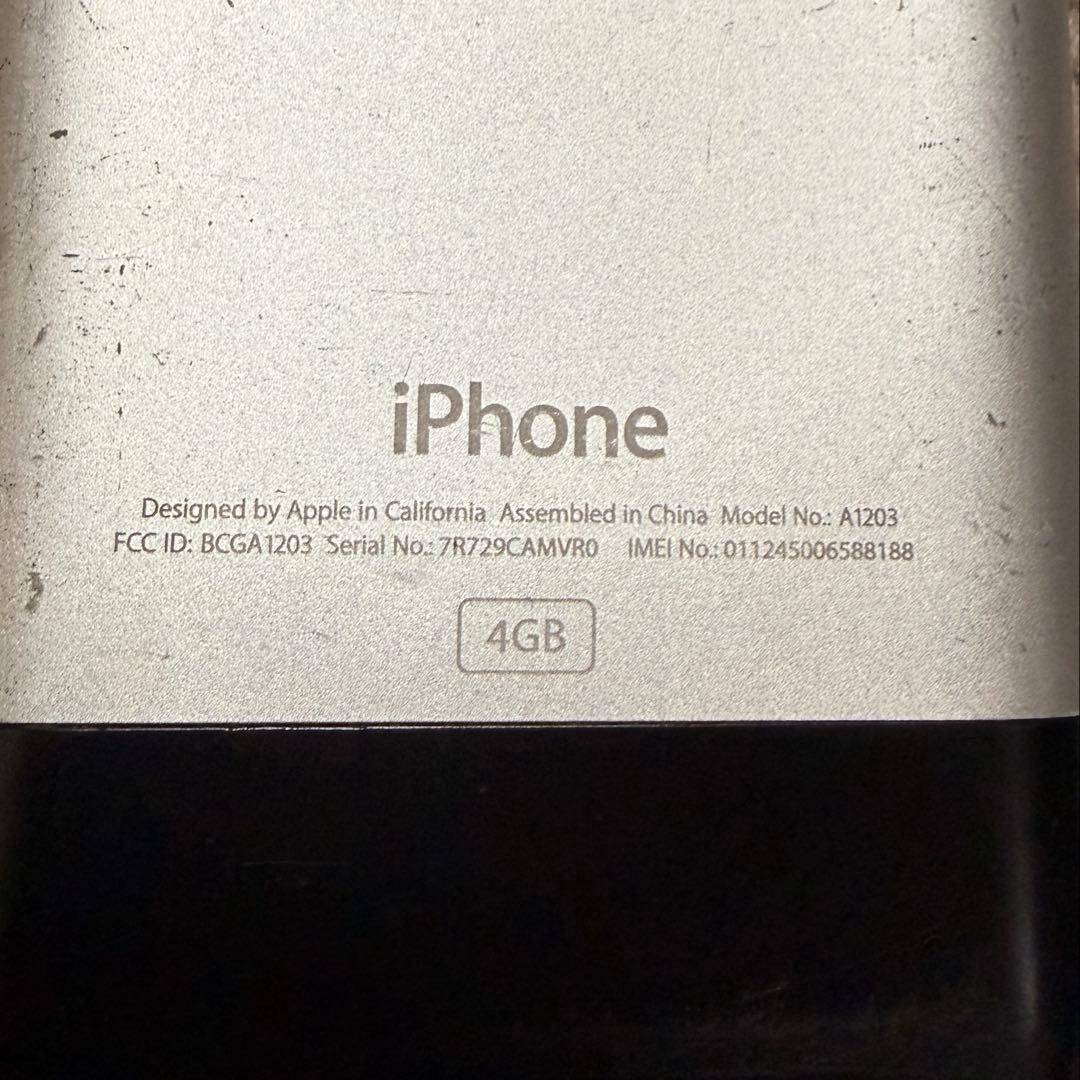 iPhone
Designed by Apple in California Assembled in China Model No.: A1203
FCC ID: BCGA1203 Serial No.: 7R729CAMVR0 IMEI No.: 011245006588188
4GB